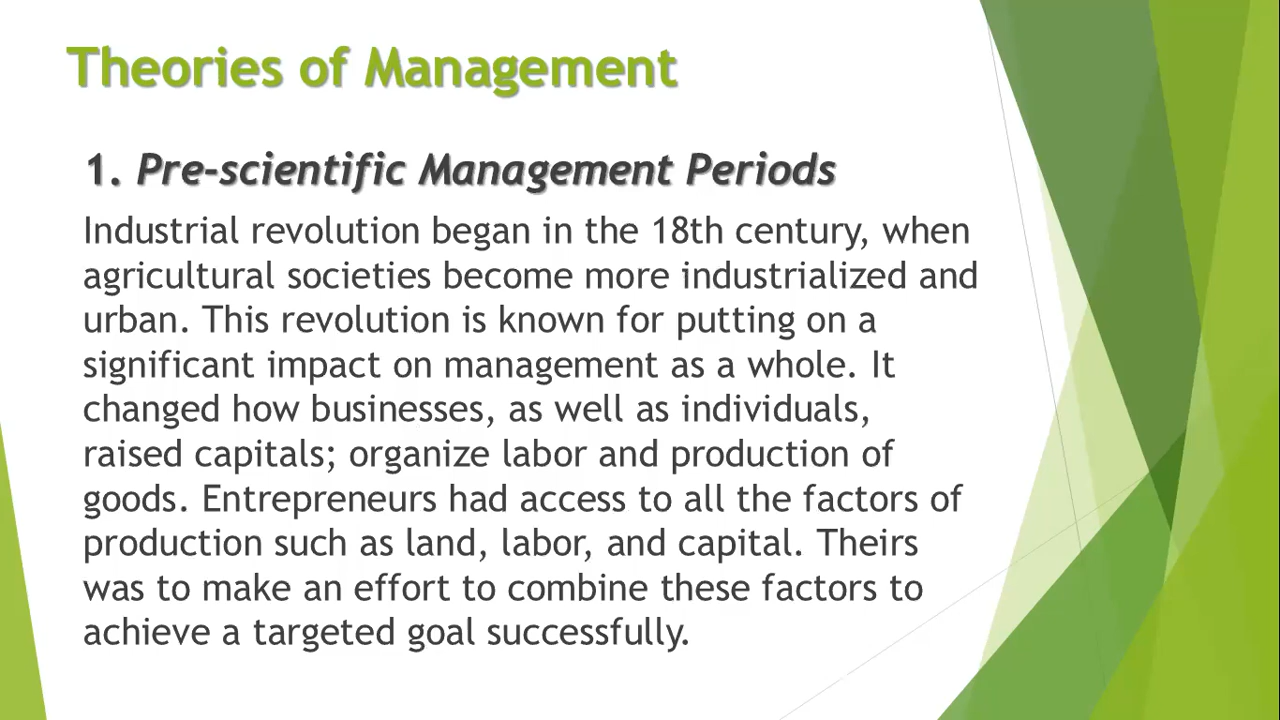 Theories of Management
1. Pre-scientific Management Periods
Industrial revolution began in the 18th century, when
agricultural societies become more industrialized and
urban. This revolution is known for putting on a
significant impact on management as a whole. It
changed how businesses, as well as individuals,
raised capitals; organize labor and production of
goods. Entrepreneurs had access to all the factors of
production such as land, labor, and capital. Theirs
was to make an effort to combine these factors to
achieve a targeted goal successfully.